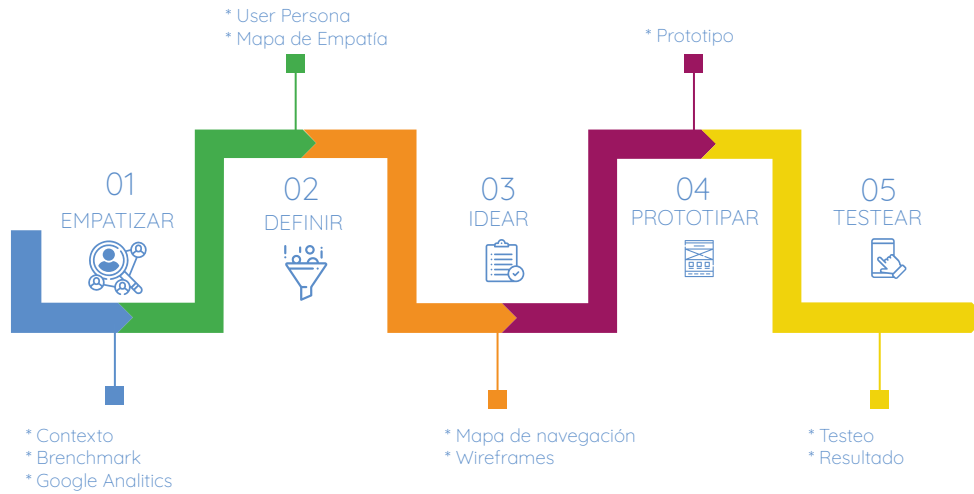 * User Persona
* Mapa de Empatía
* Prototipo
01
EMPATIZAR
02
DEFINIR
03
IDEAR
04
PROTOTIPAR
05
TESTEAR
* Contexto
* Brenchmark
* Google Analitics
* Mapa de navegación
* Wireframes
* Testeo
* Resultado